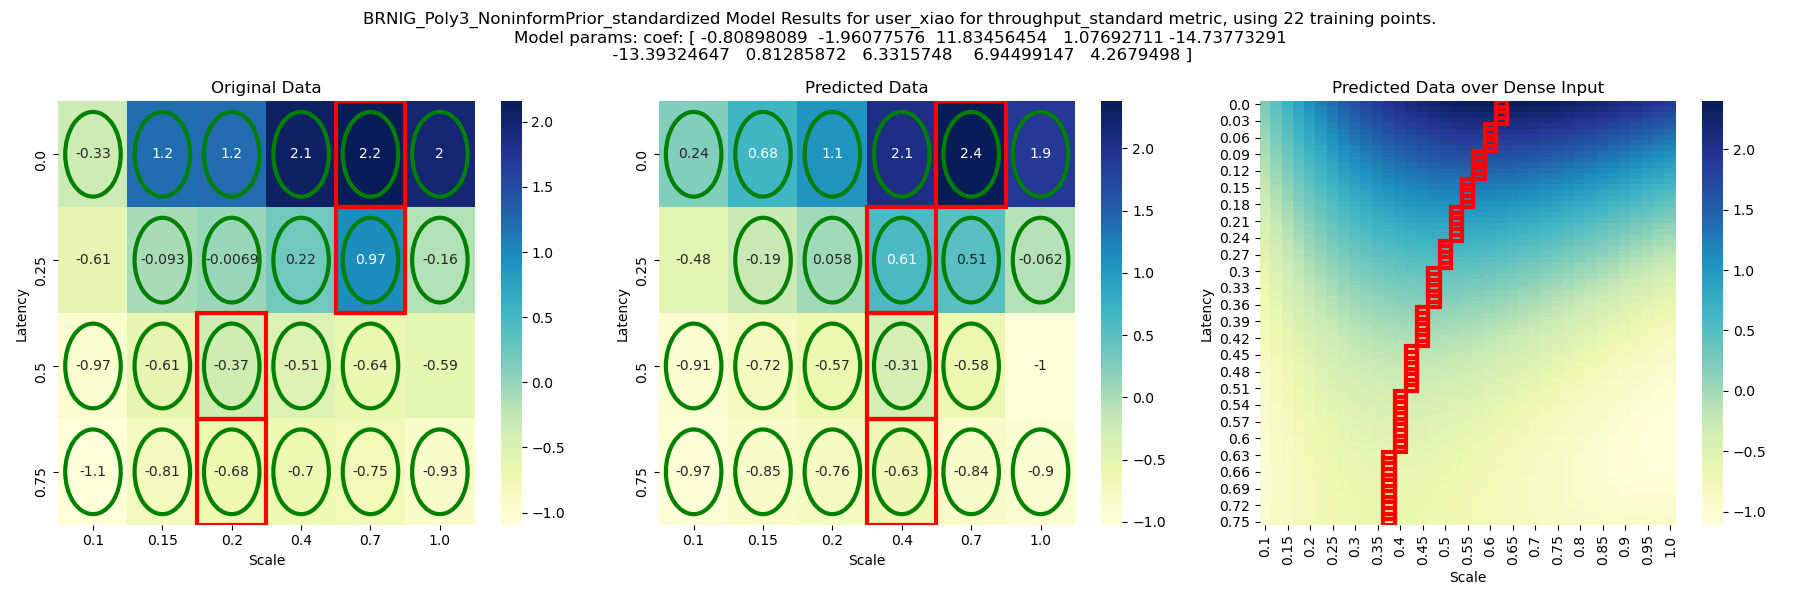 BRNIG_Poly3_NoninformPrior_standardized Model Results for user_xiao for throughput_standard metric, using 22 training points.
Model params: coef: [ -0.80898089  -1.96077576  11.83456454   1.07692711 -14.73773291
-13.39324647   0.81285872   6.3315748    6.94499147   4.2679498 ]
Original Data
-0.33 1.2 1.2 2.1 2.2 2
-0.61 -0.093 -0.0069 0.22 0.97 -0.16
-0.97 -0.61 -0.37 -0.51 -0.64 -0.59
-1.1 -0.81 -0.68 -0.7 -0.75 -0.93
0.0
0.25
0.5
0.75
Latency
0.1 0.15 0.2 0.4 0.7 1.0
Scale
2.0
1.5
1.0
0.5
0.0
−0.5
−1.0
Predicted Data
0.24 0.68 1.1 2.1 2.4 1.9
-0.48 -0.19 0.058 0.61 0.51 -0.062
-0.91 -0.72 -0.57 -0.31 -0.58 -1
-0.97 -0.85 -0.76 -0.63 -0.84 -0.9
0.0
0.25
0.5
0.75
Latency
0.1 0.15 0.2 0.4 0.7 1.0
Scale
2.0
1.5
1.0
0.5
0.0
−0.5
−1.0
Predicted Data over Dense Input
0.0
0.03
0.06
0.09
0.12
0.15
0.18
0.21
0.24
0.27
0.3
0.33
0.36
0.39
0.42
0.45
0.48
0.51
0.54
0.57
0.6
0.63
0.66
0.69
0.72
0.75
Latency
0.1 0.15 0.2 0.25 0.3 0.35 0.4 0.45 0.5 0.55 0.6 0.65 0.7 0.75 0.8 0.85 0.9 0.95 1.0
Scale
2.0
1.5
1.0
0.5
0.0
−0.5
−1.0